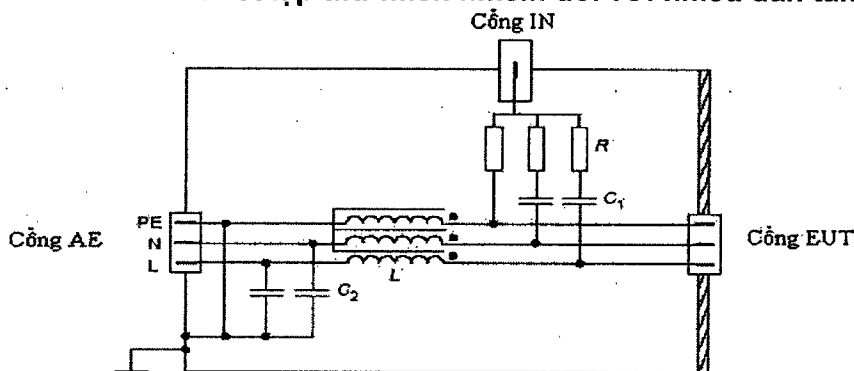 Cổng IN
R
C₁
PE
Cổng AE
N
Cổng EUT
L
L
C₂